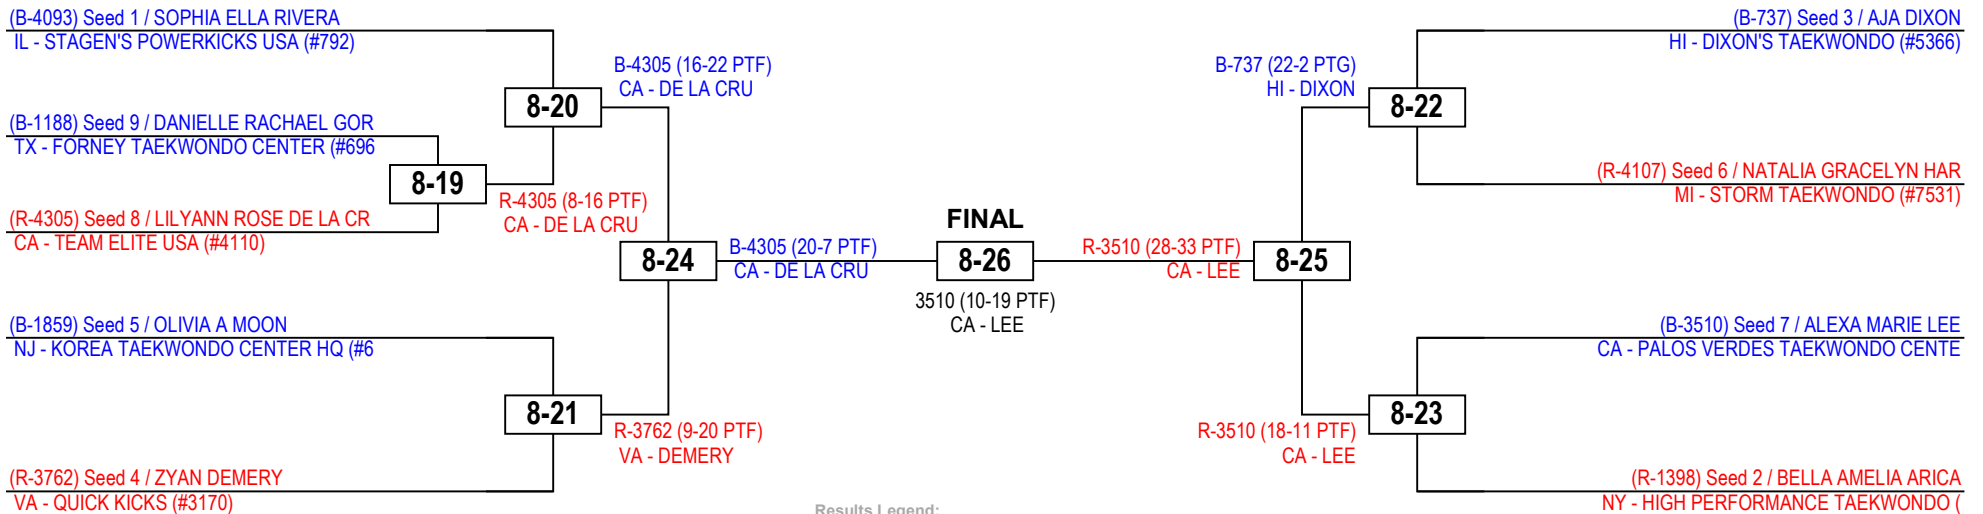 (B-4093) Seed 1 / SOPHIA ELLA RIVERA
IL - STAGEN'S POWERKICKS USA (#792)
(B-1188) Seed 9 / DANIELLE RACHAEL GOR
TX - FORNEY TAEKWONDO CENTER (#696
(R-4305) Seed 8 / LILYANN ROSE DE LA CR
CA - TEAM ELITE USA (#4110)
(B-1859) Seed 5 / OLIVIA A MOON
NJ - KOREA TAEKWONDO CENTER HQ (#6
(R-3762) Seed 4 / ZYAN DEMERY
VA - QUICK KICKS (#3170)
8-19
R-4305 (8-16 PTF)
CA - DE LA CRU
8-20
B-4305 (16-22 PTF)
CA - DE LA CRU
8-21
R-3762 (9-20 PTF)
VA - DEMERY
8-24
B-4305 (20-7 PTF)
CA - DE LA CRU
FINAL
8-26
3510 (10-19 PTF)
CA - LEE
R-3510 (28-33 PTF)
CA - LEE
8-25
B-737 (22-2 PTG)
HI - DIXON
8-22
R-3510 (18-11 PTF)
CA - LEE
8-23
(B-737) Seed 3 / AJA DIXON
HI - DIXON'S TAEKWONDO (#5366)
(R-4107) Seed 6 / NATALIA GRACELYN HAR
MI - STORM TAEKWONDO (#7531)
(B-3510) Seed 7 / ALEXA MARIE LEE
CA - PALOS VERDES TAEKWONDO CENTE
(R-1398) Seed 2 / BELLA AMELIA ARICA
NY - HIGH PERFORMANCE TAEKWONDO (
Results Legend: